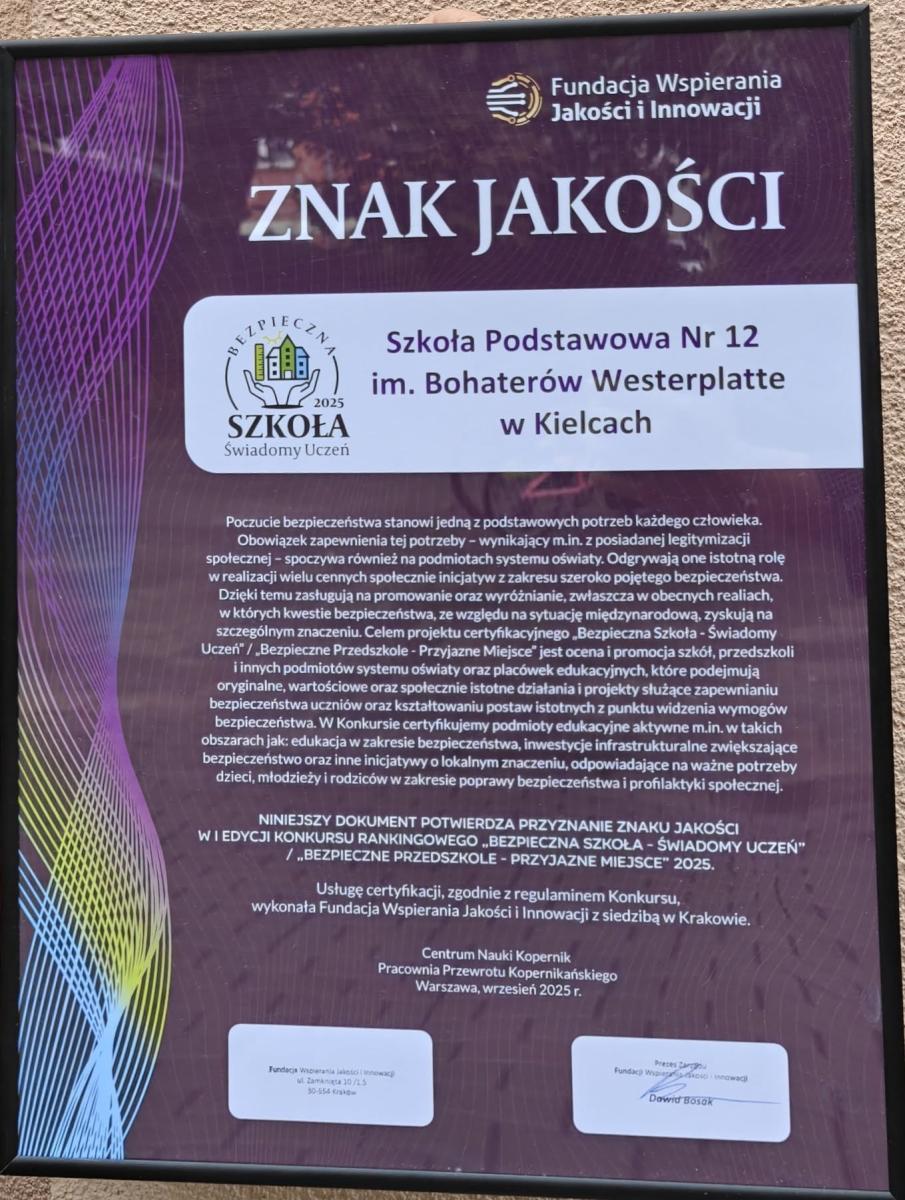 Fundacja Wspierania
Jakości i Innowacji
ZNAK JAKOŚCI
BEZPIECZNA
2025
SZKOŁA
Świadomy Uczeń
Szkoła Podstawowa Nr 12
im. Bohaterów Westerplatte
w Kielcach
Poczucie bezpieczeństwa stanowi jedną z podstawowych potrzeb każdego człowieka.
Obowiązek zapewnienia tej potrzeby – wynikający m.in. z posiadanej legitymizacji
społecznej – spoczywa również na podmiotach systemu oświaty. Odgrywają one istotną rolę
w realizacji wielu cennych społecznie inicjatyw z zakresu szeroko pojętego bezpieczeństwa.
Dzięki temu zasługują na promowanie oraz wyróżnianie, zwłaszcza w obecnych realiach,
w których kwestie bezpieczeństwa, ze względu na sytuację międzynarodową, zyskują na
szczególnym znaczeniu. Celem projektu certyfikacyjnego „Bezpieczna Szkoła - Świadomy
Uczeń” / „Bezpieczne Przedszkole - Przyjazne Miejsce” jest ocena i promocja szkół, przedszkoli
i innych podmiotów systemu oświaty oraz placówek edukacyjnych, które podejmują
oryginalne, wartościowe oraz społecznie istotne działania i projekty służące zapewnianiu
bezpieczeństwa uczniów oraz kształtowaniu postaw istotnych z punktu widzenia wymogów
bezpieczeństwa. W Konkursie certyfikujemy podmioty edukacyjne aktywne m.in. w takich
obszarach jak: edukacja w zakresie bezpieczeństwa, inwestycje infrastrukturalne zwiększające
bezpieczeństwo oraz inne inicjatywy o lokalnym znaczeniu, odpowiadające na ważne potrzeby
dzieci, młodzieży i rodziców w zakresie poprawy bezpieczeństwa i profilaktyki społecznej.
NINIEJSZY DOKUMENT POTWIERDZA PRZYZNANIE ZNAKU JAKOŚCI
W I EDYCJI KONKURSU RANKINGOWEGO „BEZPIECZNA SZKOŁA - ŚWIADOMY UCZEŃ”
/ „BEZPIECZNE PRZEDSZKOLE - PRZYJAZNE MIEJSCE” 2025.
Usługę certyfikacji, zgodnie z regulaminem Konkursu,
wykonała Fundacja Wspierania Jakości i Innowacji z siedzibą w Krakowie.
Centrum Nauki Kopernik
Pracownia Przewrotu Kopernikańskiego
Warszawa, wrzesień 2025 r.
Fundacja Wspierania Jakości i Innowacji
ul. Zamknięta 10 /1.5
30-554 Kraków
Prezes Zarządu
Fundacji Wspierania Jakości i Innowacji
Dawid Bosak